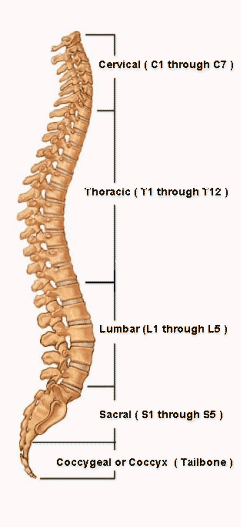 Cervical ( C1 through C7 )
Thoracic ( T1 through T12 )
Lumbar (L1 through L5 )
Sacral ( S1 through S5 )
Coccygeal or Coccyx ( Tailbone )